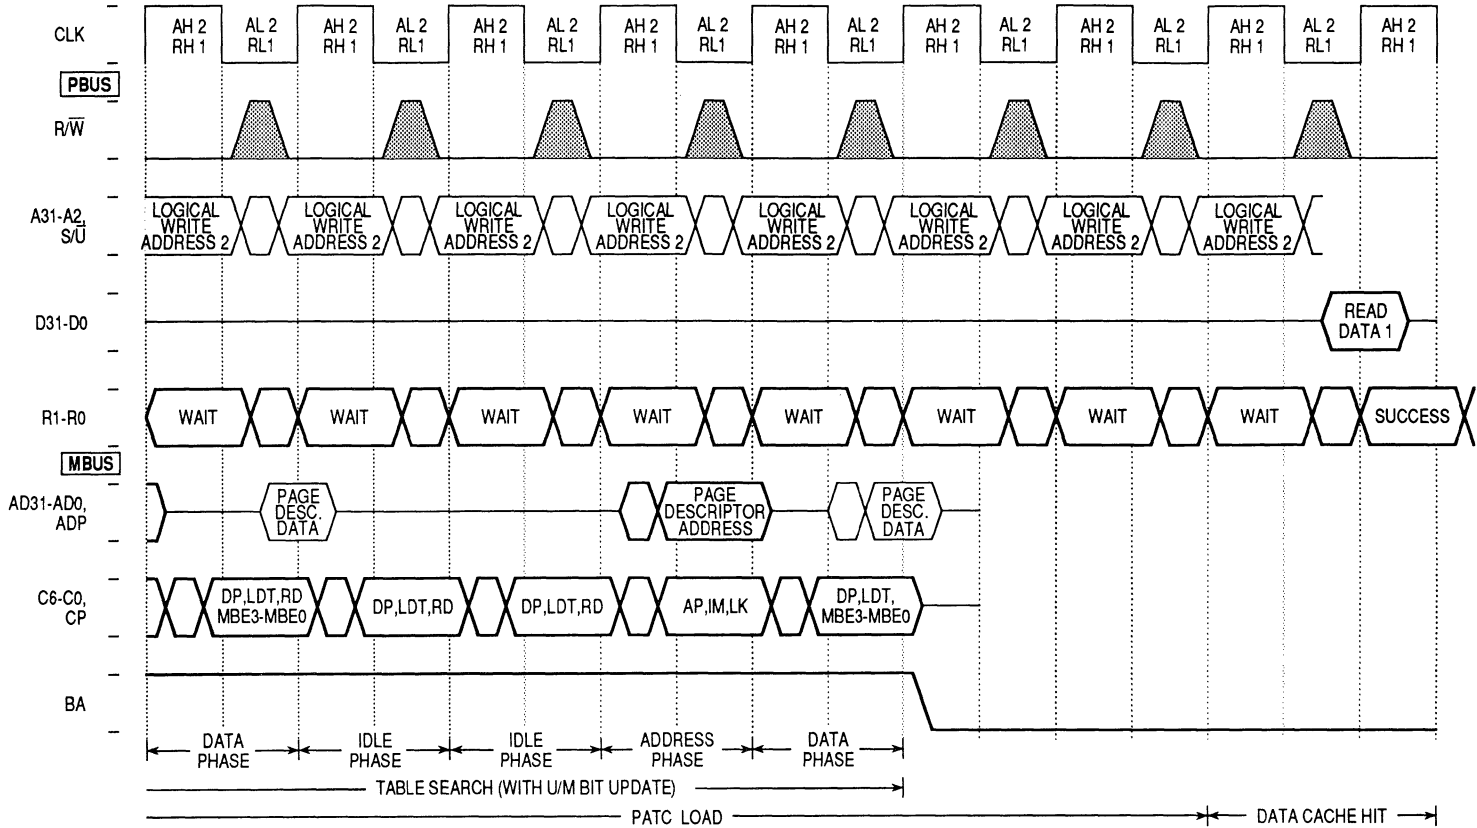 CLK
AH 2 AL 2 AH 2 AL 2 AH 2 AL 2 AH 2 AL 2 AH 2 AL 2 AH 2 AL 2 AH 2 AL 2 AH 2 AL 2 AH 2
RH 1 RL1 RH 1 RL1 RH 1 RL1 RH 1 RL1 RH 1 RL1 RH 1 RL1 RH 1 RL1 RH 1 RL1 RH 1
PBUS
R/W̅
A31-A2,
S/U̅
LOGICAL LOGICAL LOGICAL LOGICAL LOGICAL LOGICAL LOGICAL LOGICAL
WRITE WRITE WRITE WRITE WRITE WRITE WRITE WRITE
ADDRESS 2 ADDRESS 2 ADDRESS 2 ADDRESS 2 ADDRESS 2 ADDRESS 2 ADDRESS 2 ADDRESS 2
D31-D0
READ
DATA 1
R1-R0
WAIT WAIT WAIT WAIT WAIT WAIT WAIT WAIT SUCCESS
MBUS
AD31-AD0,
ADP
PAGE PAGE PAGE
DESC. DESCRIPTOR DESC.
DATA ADDRESS DATA
C6-C0,
CP
DP,LDT,RD
MBE3-MBE0
DP,LDT,RD
DP,LDT,RD
AP,IM,LK
DP,LDT,
MBE3-MBE0
BA
DATA IDLE IDLE ADDRESS DATA
PHASE PHASE PHASE PHASE PHASE
TABLE SEARCH (WITH U/M BIT UPDATE)
PATC LOAD
DATA CACHE HIT